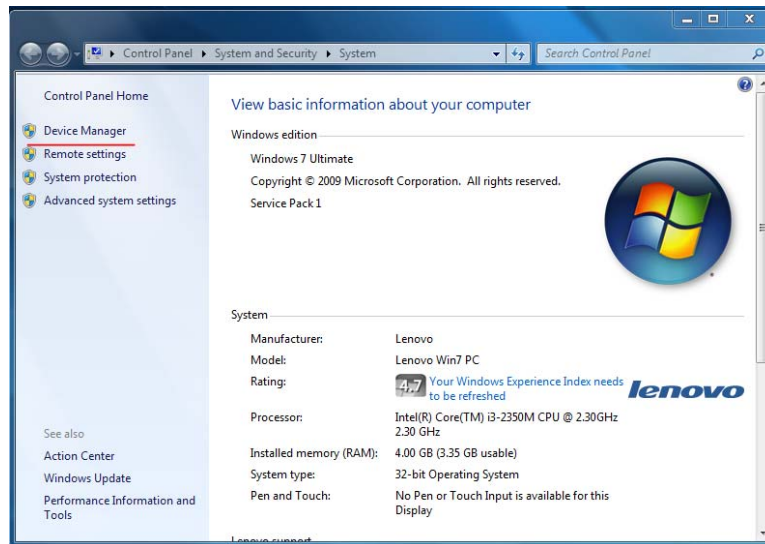 Control Panel ▸ System and Security ▸ System
Search Control Panel
Control Panel Home
Device Manager
Remote settings
System protection
Advanced system settings
See also
Action Center
Windows Update
Performance Information and
Tools
View basic information about your computer
Windows edition
Windows 7 Ultimate
Copyright © 2009 Microsoft Corporation. All rights reserved.
Service Pack 1
System
Manufacturer: Lenovo
Model: Lenovo Win7 PC
Rating: 4,7 Your Windows Experience Index needs
to be refreshed
lenovo
Processor: Intel(R) Core(TM) i3-2350M CPU @ 2.30GHz
2.30 GHz
Installed memory (RAM): 4.00 GB (3.35 GB usable)
System type: 32-bit Operating System
Pen and Touch: No Pen or Touch Input is available for this
Display
Lenovo support